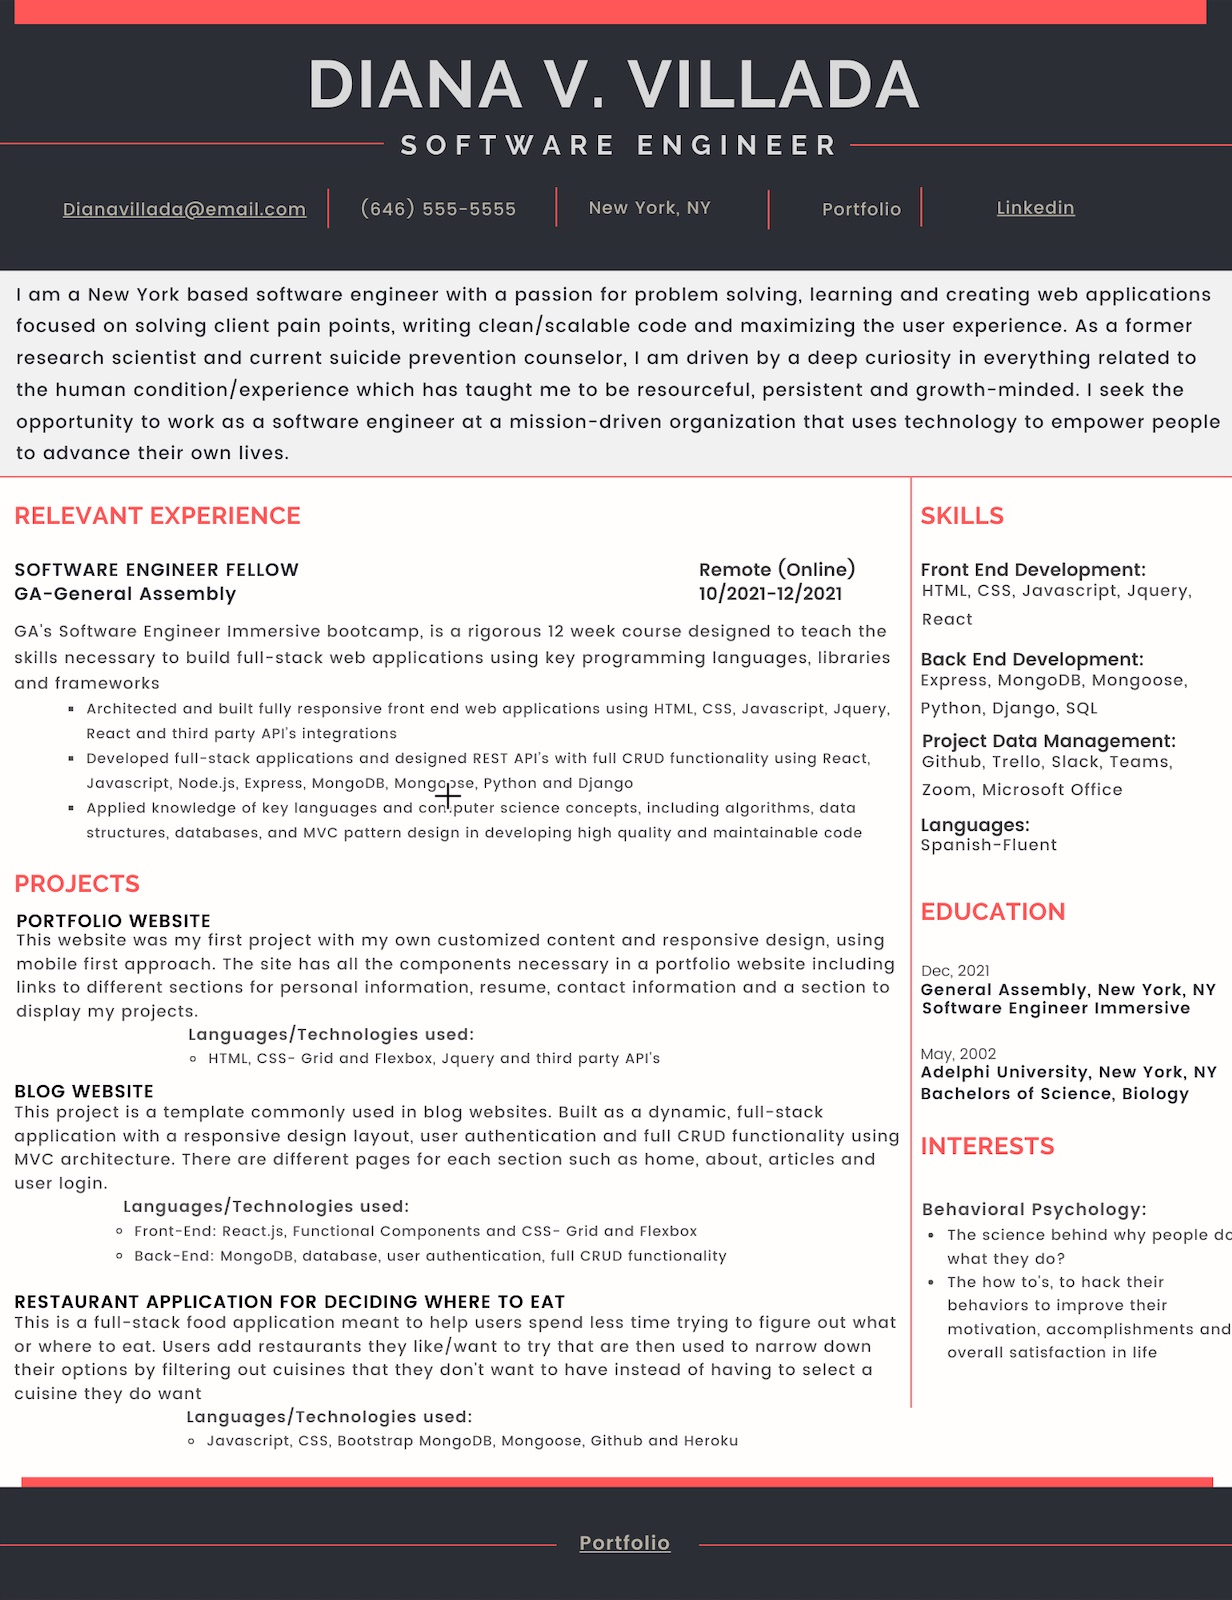 DIANA V. VILLADA
SOFTWARE ENGINEER
Dianavillada@email.com
(646) 555-5555
New York, NY
Portfolio
Linkedin
I am a New York based software engineer with a passion for problem solving, learning and creating web applications
focused on solving client pain points, writing clean/scalable code and maximizing the user experience. As a former
research scientist and current suicide prevention counselor, I am driven by a deep curiosity in everything related to
the human condition/experience which has taught me to be resourceful, persistent and growth-minded. I seek the
opportunity to work as a software engineer at a mission-driven organization that uses technology to empower people
to advance their own lives.
RELEVANT EXPERIENCE
SOFTWARE ENGINEER FELLOW
Remote (Online)
GA-General Assembly
10/2021-12/2021
GA's Software Engineer Immersive bootcamp, is a rigorous 12 week course designed to teach the
skills necessary to build full-stack web applications using key programming languages, libraries
and frameworks
▪ Architected and built fully responsive front end web applications using HTML, CSS, Javascript, Jquery,
React and third party API's integrations
▪ Developed full-stack applications and designed REST API's with full CRUD functionality using React,
Javascript, Node.js, Express, MongoDB, Mongoose, Python and Django
▪ Applied knowledge of key languages and computer science concepts, including algorithms, data
structures, databases, and MVC pattern design in developing high quality and maintainable code
PROJECTS
PORTFOLIO WEBSITE
This website was my first project with my own customized content and responsive design, using
mobile first approach. The site has all the components necessary in a portfolio website including
links to different sections for personal information, resume, contact information and a section to
display my projects.
Languages/Technologies used:
◦ HTML, CSS- Grid and Flexbox, Jquery and third party API's
BLOG WEBSITE
This project is a template commonly used in blog websites. Built as a dynamic, full-stack
application with a responsive design layout, user authentication and full CRUD functionality using
MVC architecture. There are different pages for each section such as home, about, articles and
user login.
Languages/Technologies used:
◦ Front-End: React.js, Functional Components and CSS- Grid and Flexbox
◦ Back-End: MongoDB, database, user authentication, full CRUD functionality
RESTAURANT APPLICATION FOR DECIDING WHERE TO EAT
This is a full-stack food application meant to help users spend less time trying to figure out what
or where to eat. Users add restaurants they like/want to try that are then used to narrow down
their options by filtering out cuisines that they don't want to have instead of having to select a
cuisine they do want
Languages/Technologies used:
◦ Javascript, CSS, Bootstrap MongoDB, Mongoose, Github and Heroku
SKILLS
Front End Development:
HTML, CSS, Javascript, Jquery,
React
Back End Development:
Express, MongoDB, Mongoose,
Python, Django, SQL
Project Data Management:
Github, Trello, Slack, Teams,
Zoom, Microsoft Office
Languages:
Spanish-Fluent
EDUCATION
Dec, 2021
General Assembly, New York, NY
Software Engineer Immersive
May, 2002
Adelphi University, New York, NY
Bachelors of Science, Biology
INTERESTS
Behavioral Psychology:
• The science behind why people do
what they do?
• The how to's, to hack their
behaviors to improve their
motivation, accomplishments and
overall satisfaction in life
Portfolio